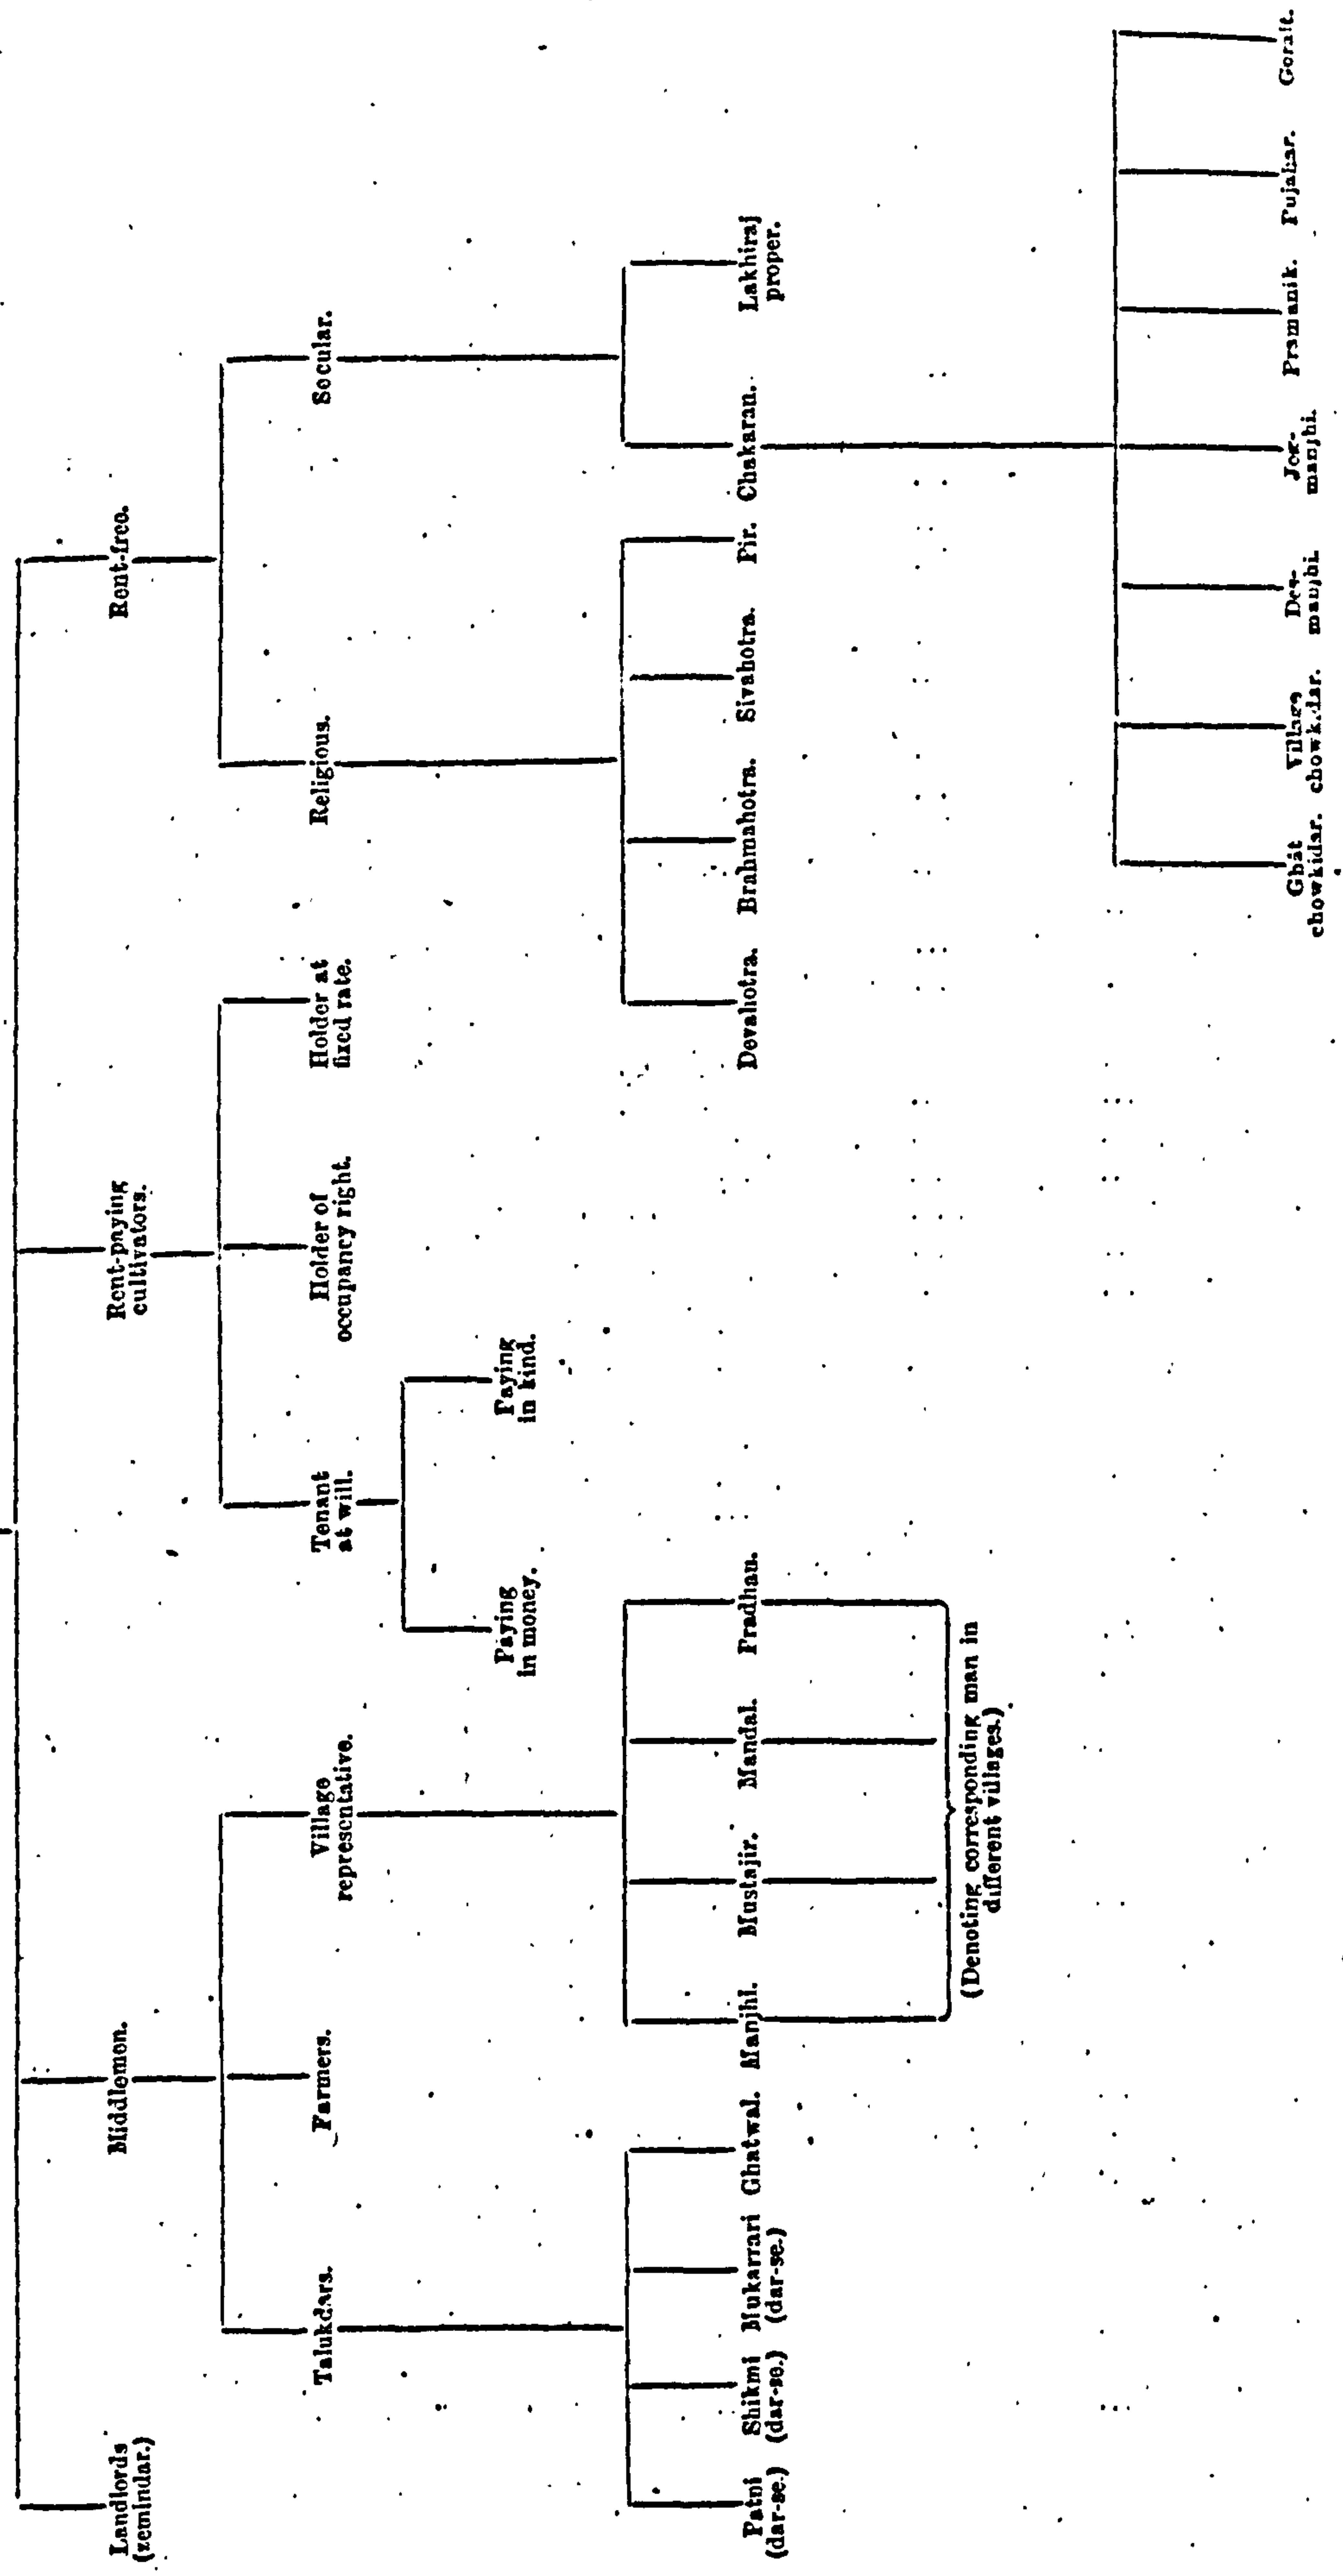 Landlords
(zemindar.)
Middlemen.
Rent-paying
cultivators.
Rent-free.
Talukdars.
Farmers.
Village
representative.
Tenant
at will.
Holder of
occupancy right.
Holder at
fixed rate.
Religious.
Secular.
Paying
in money.
Paying
in kind.
Patni
(dar-se.)
Shikmi
(dar-se.)
Mukarrari
(dar-se.)
Ghatwal.
Manjhi.
Mustajir.
Mandal.
Pradhan.
Devahotra.
Brahmahotra.
Sivahotra.
Pir.
Chakaran.
Lakhiraj
proper.
(Denoting corresponding man in
different villages.)
Ghât
chowkidar.
Village
chowkidar.
Des-
manjhi.
Jog-
manjhi.
Pramanik.
Pujahar.
Gorait.